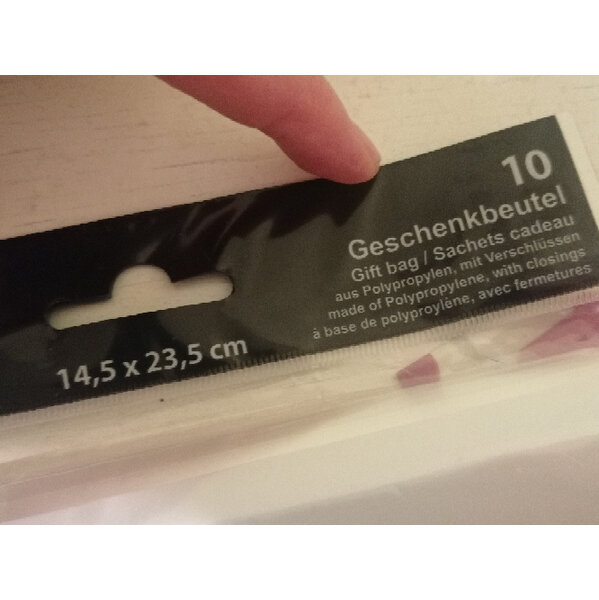 10
Geschenkbeutel
Gift bag / Sachets cadeau
aus Polypropylen, mit Verschlüssen
made of Polypropylene, with closings
à base de polyproylène, avec fermetures
14,5 x 23,5 cm